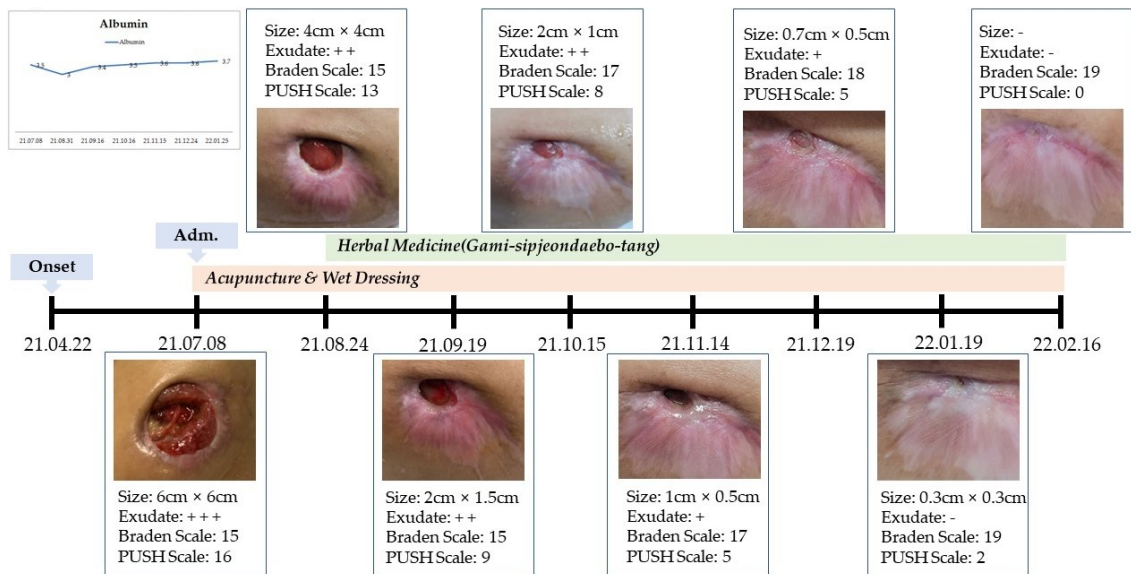 Albumin
Albumin
3.5
3
3.4
3.5
3.6
3.6
3.7
21.07.08 21.08.31 21.09.16 21.10.16 21.11.15 21.12.24 22.01.25
Size: 4cm × 4cm
Exudate: + +
Braden Scale: 15
PUSH Scale: 13
Size: 2cm × 1cm
Exudate: + +
Braden Scale: 17
PUSH Scale: 8
Size: 0.7cm × 0.5cm
Exudate: +
Braden Scale: 18
PUSH Scale: 5
Size: -
Exudate: -
Braden Scale: 19
PUSH Scale: 0
Onset
Adm.
Herbal Medicine(Gami-sipjeondaebo-tang)
Acupuncture & Wet Dressing
21.04.22 21.07.08 21.08.24 21.09.19 21.10.15 21.11.14 21.12.19 22.01.19 22.02.16
Size: 6cm × 6cm
Exudate: + + +
Braden Scale: 15
PUSH Scale: 16
Size: 2cm × 1.5cm
Exudate: + +
Braden Scale: 15
PUSH Scale: 9
Size: 1cm × 0.5cm
Exudate: +
Braden Scale: 17
PUSH Scale: 5
Size: 0.3cm × 0.3cm
Exudate: -
Braden Scale: 19
PUSH Scale: 2